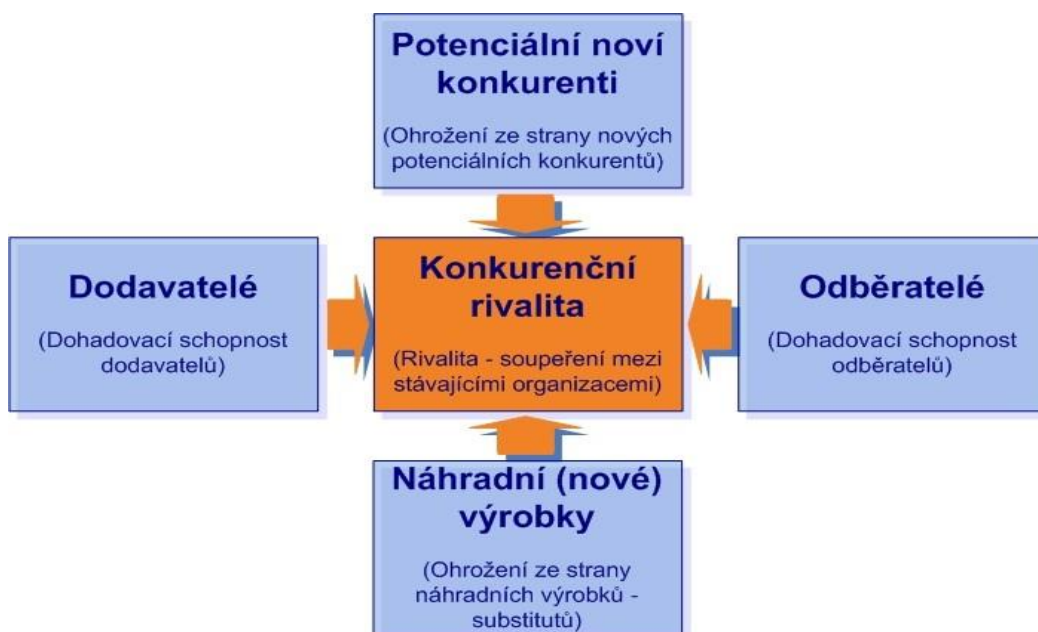 Potenciální noví
konkurenti
(Ohrožení ze strany nových
potenciálních konkurentů)
Dodavatelé
(Dohadovací schopnost
dodavatelů)
Konkurenční
rivalita
(Rivalita - soupeření mezi
stávajícími organizacemi)
Odběratelé
(Dohadovací schopnost
odběratelů)
Náhradní (nové)
výrobky
(Ohrožení ze strany
náhradních výrobků -
substitutů)